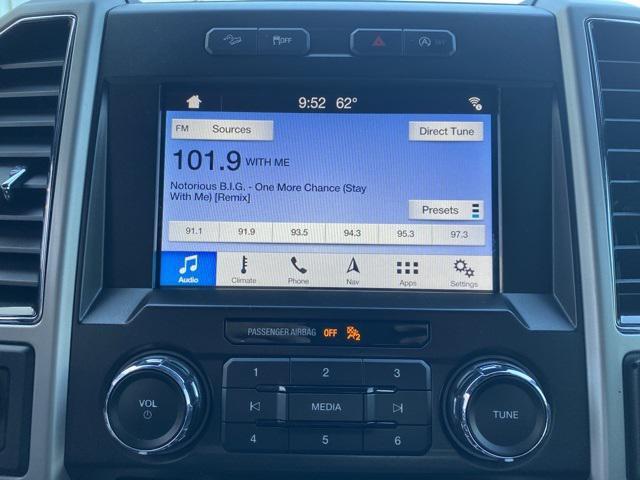 OFF
9:52 62°
FM Sources
Direct Tune
101.9 WITH ME
Notorious B.I.G. - One More Chance (Stay
With Me) [Remix]
Presets
91.1 91.9 93.5 94.3 95.3 97.3
Audio Climate Phone Nav Apps Settings
PASSENGER AIRBAG OFF 2
VOL
1 2 3
MEDIA
4 5 6
TUNE